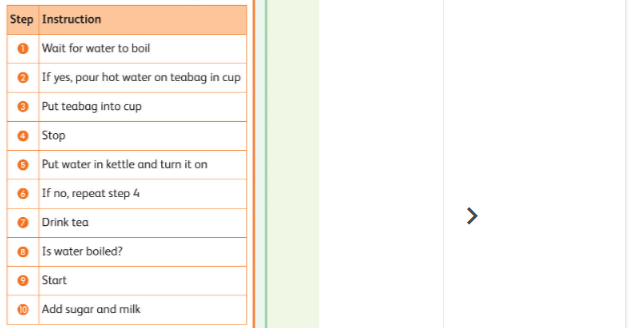 Step Instruction
1 Wait for water to boil
2 If yes, pour hot water on teabag in cup
3 Put teabag into cup
4 Stop
5 Put water in kettle and turn it on
6 If no, repeat step 4
7 Drink tea
8 Is water boiled?
9 Start
10 Add sugar and milk